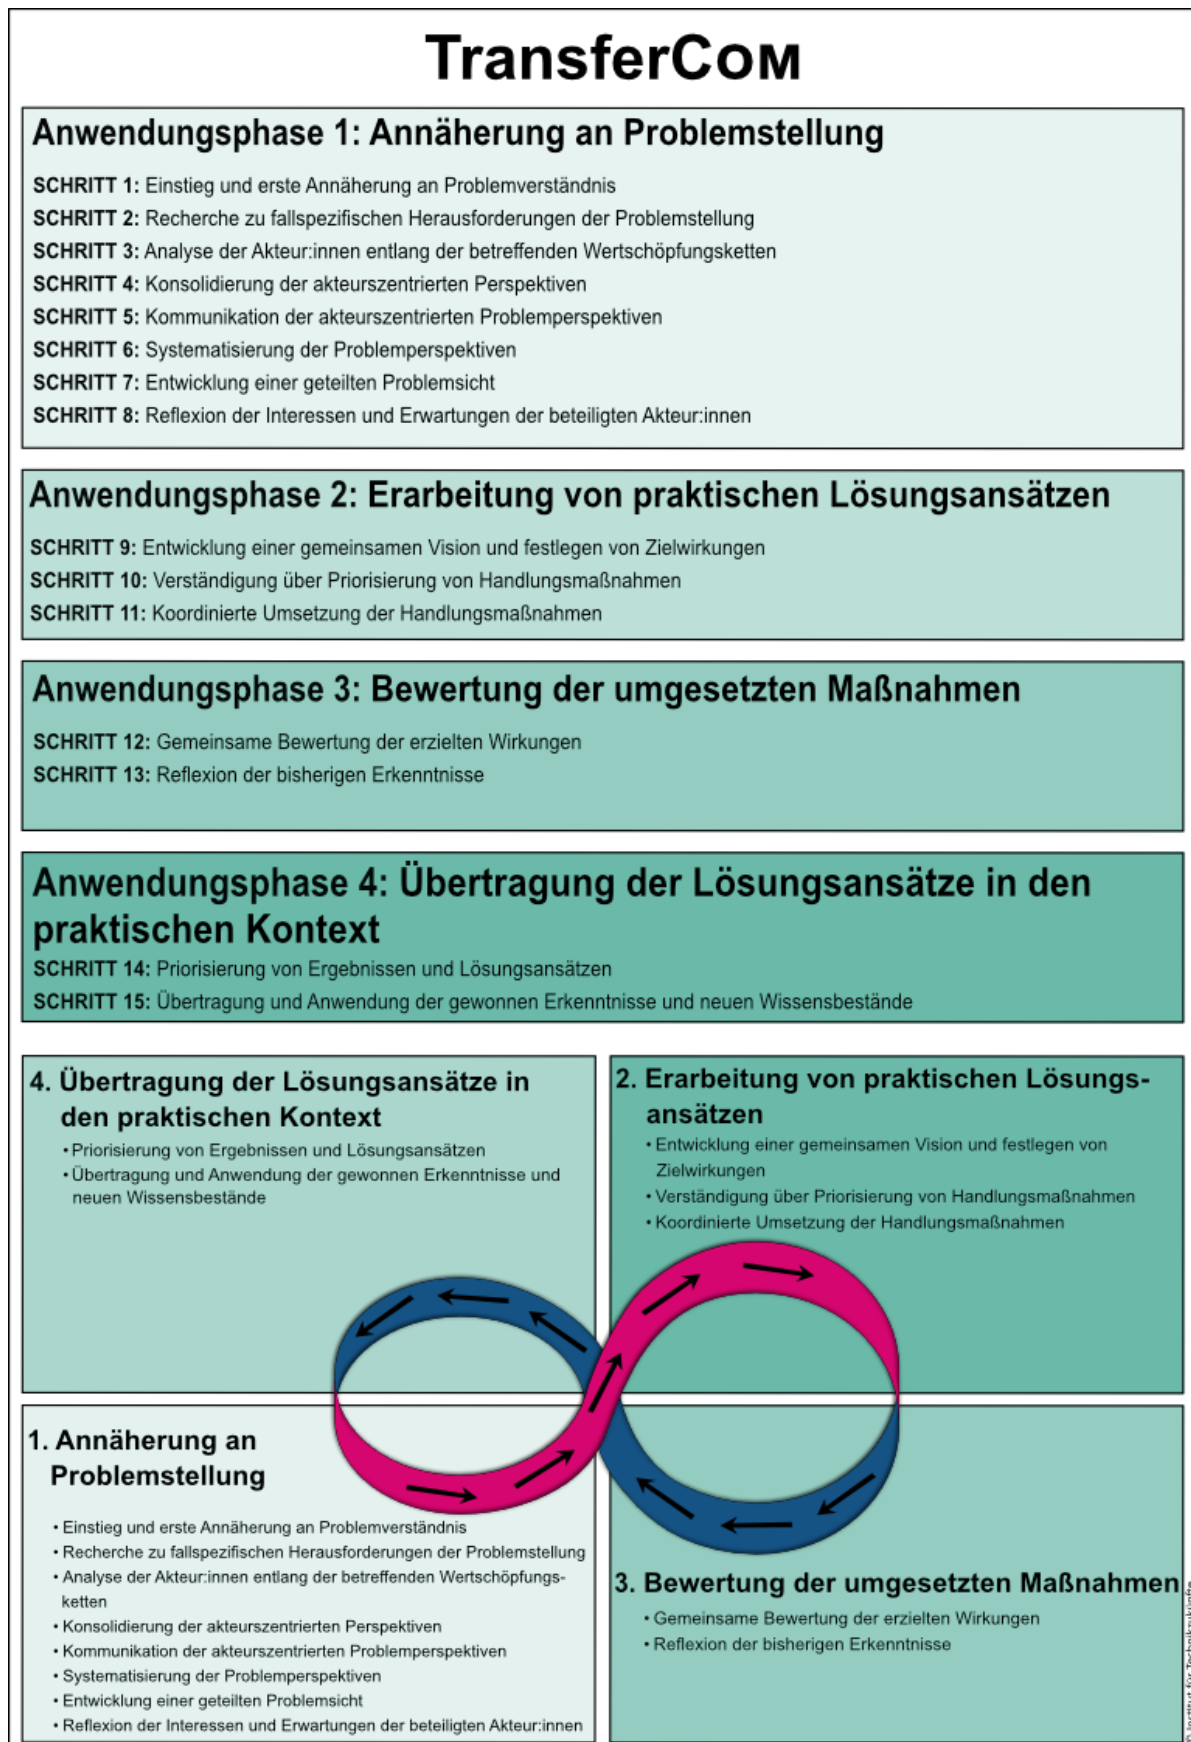 TransferCoM
Anwendungsphase 1: Annäherung an Problemstellung
SCHRITT 1: Einstieg und erste Annäherung an Problemverständnis
SCHRITT 2: Recherche zu fallspezifischen Herausforderungen der Problemstellung
SCHRITT 3: Analyse der Akteur:innen entlang der betreffenden Wertschöpfungsketten
SCHRITT 4: Konsolidierung der akteurszentrierten Perspektiven
SCHRITT 5: Kommunikation der akteurszentrierten Problemperspektiven
SCHRITT 6: Systematisierung der Problemperspektiven
SCHRITT 7: Entwicklung einer geteilten Problemsicht
SCHRITT 8: Reflexion der Interessen und Erwartungen der beteiligten Akteur:innen
Anwendungsphase 2: Erarbeitung von praktischen Lösungsansätzen
SCHRITT 9: Entwicklung einer gemeinsamen Vision und festlegen von Zielwirkungen
SCHRITT 10: Verständigung über Priorisierung von Handlungsmaßnahmen
SCHRITT 11: Koordinierte Umsetzung der Handlungsmaßnahmen
Anwendungsphase 3: Bewertung der umgesetzten Maßnahmen
SCHRITT 12: Gemeinsame Bewertung der erzielten Wirkungen
SCHRITT 13: Reflexion der bisherigen Erkenntnisse
Anwendungsphase 4: Übertragung der Lösungsansätze in den
praktischen Kontext
SCHRITT 14: Priorisierung von Ergebnissen und Lösungsansätzen
SCHRITT 15: Übertragung und Anwendung der gewonnen Erkenntnisse und neuen Wissensbestände
4. Übertragung der Lösungsansätze in
den praktischen Kontext
• Priorisierung von Ergebnissen und Lösungsansätzen
• Übertragung und Anwendung der gewonnen Erkenntnisse und
neuen Wissensbestände
2. Erarbeitung von praktischen Lösungs-
ansätzen
• Entwicklung einer gemeinsamen Vision und festlegen von
Zielwirkungen
• Verständigung über Priorisierung von Handlungsmaßnahmen
• Koordinierte Umsetzung der Handlungsmaßnahmen
1. Annäherung an
Problemstellung
• Einstieg und erste Annäherung an Problemverständnis
• Recherche zu fallspezifischen Herausforderungen der Problemstellung
• Analyse der Akteur:innen entlang der betreffenden Wertschöpfungs-
ketten
• Konsolidierung der akteurszentrierten Perspektiven
• Kommunikation der akteurszentrierten Problemperspektiven
• Systematisierung der Problemperspektiven
• Entwicklung einer geteilten Problemsicht
• Reflexion der Interessen und Erwartungen der beteiligten Akteur:innen
3. Bewertung der umgesetzten Maßnahmen
• Gemeinsame Bewertung der erzielten Wirkungen
• Reflexion der bisherigen Erkenntnisse
© Institut für Technikzukünfte